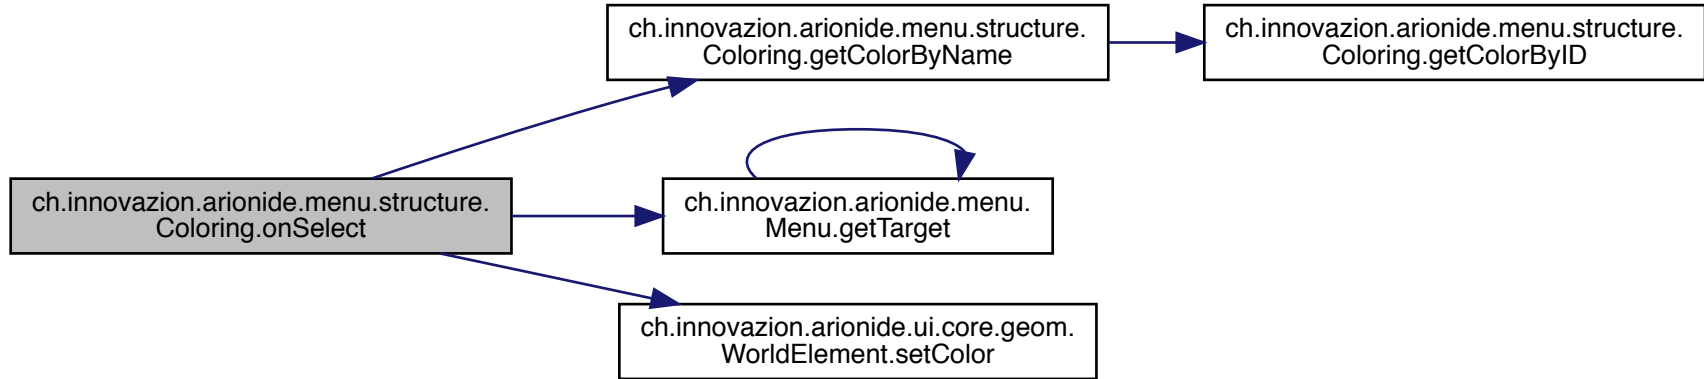 ch.innovazion.arionide.menu.structure.
Coloring.onSelect
ch.innovazion.arionide.menu.structure.
Coloring.getColorByName
ch.innovazion.arionide.menu.structure.
Coloring.getColorByID
ch.innovazion.arionide.menu.
Menu.getTarget
ch.innovazion.arionide.ui.core.geom.
WorldElement.setColor